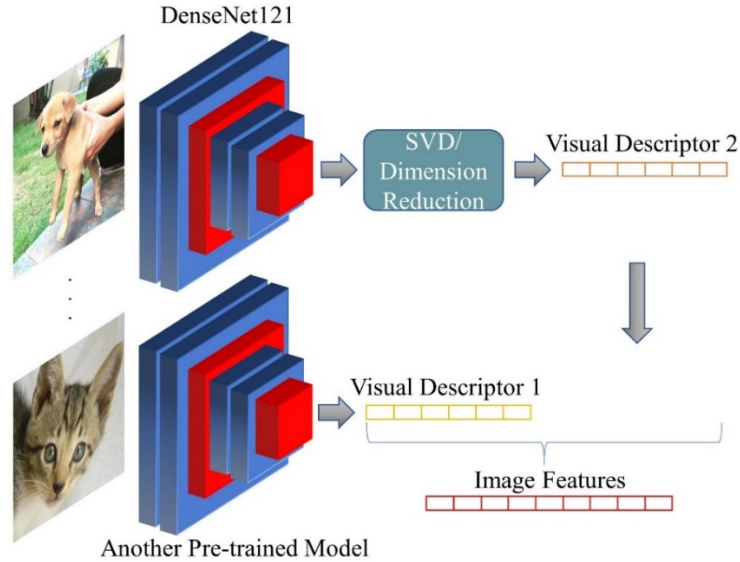 DenseNet121
SVD/
Dimension
Reduction
Visual Descriptor 2
Visual Descriptor 1
Image Features
Another Pre-trained Model